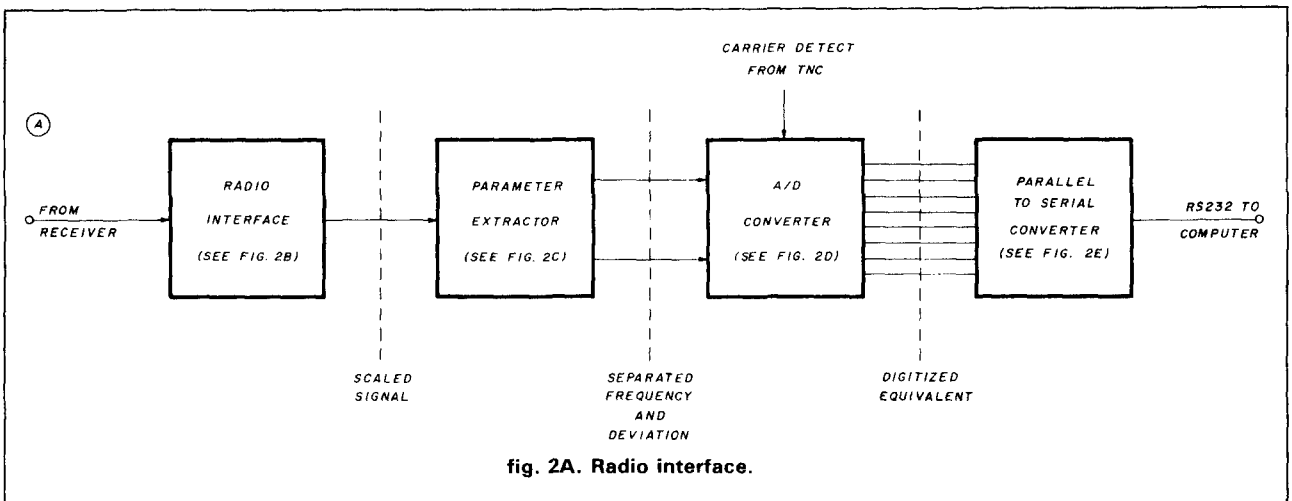 CARRIER DETECT
FROM TNC
A
FROM
RECEIVER
RADIO
INTERFACE
(SEE FIG. 2B)
PARAMETER
EXTRACTOR
(SEE FIG. 2C)
A/D
CONVERTER
(SEE FIG. 2D)
PARALLEL
TO SERIAL
CONVERTER
(SEE FIG. 2E)
RS232 TO
COMPUTER
SCALED
SIGNAL
SEPARATED
FREQUENCY
AND
DEVIATION
DIGITIZED
EQUIVALENT
fig. 2A. Radio interface.